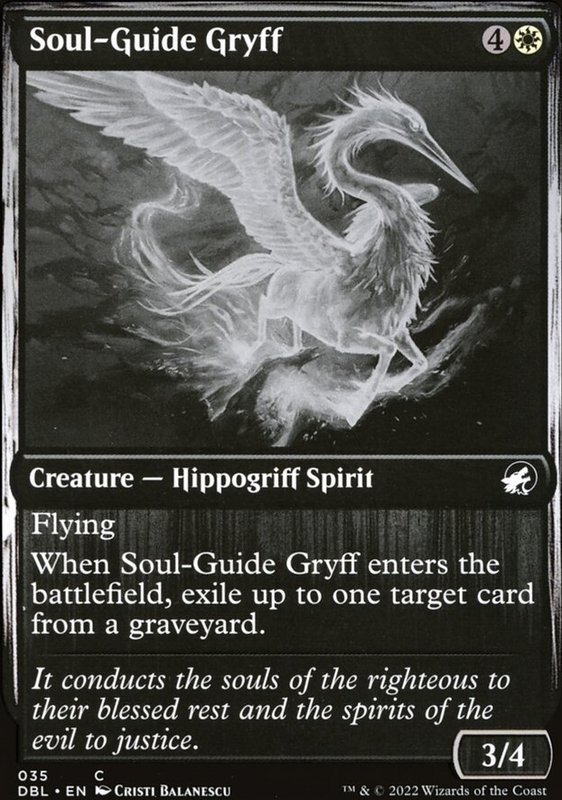 Soul-Guide Gryff 4
Creature — Hippogriff Spirit
Flying
When Soul-Guide Gryff enters the
battlefield, exile up to one target card
from a graveyard.
It conducts the souls of the righteous to
their blessed rest and the spirits of the
evil to justice.
3/4
035 C
DBL • EN Cristi Balanescu
™ & © 2022 Wizards of the Coast